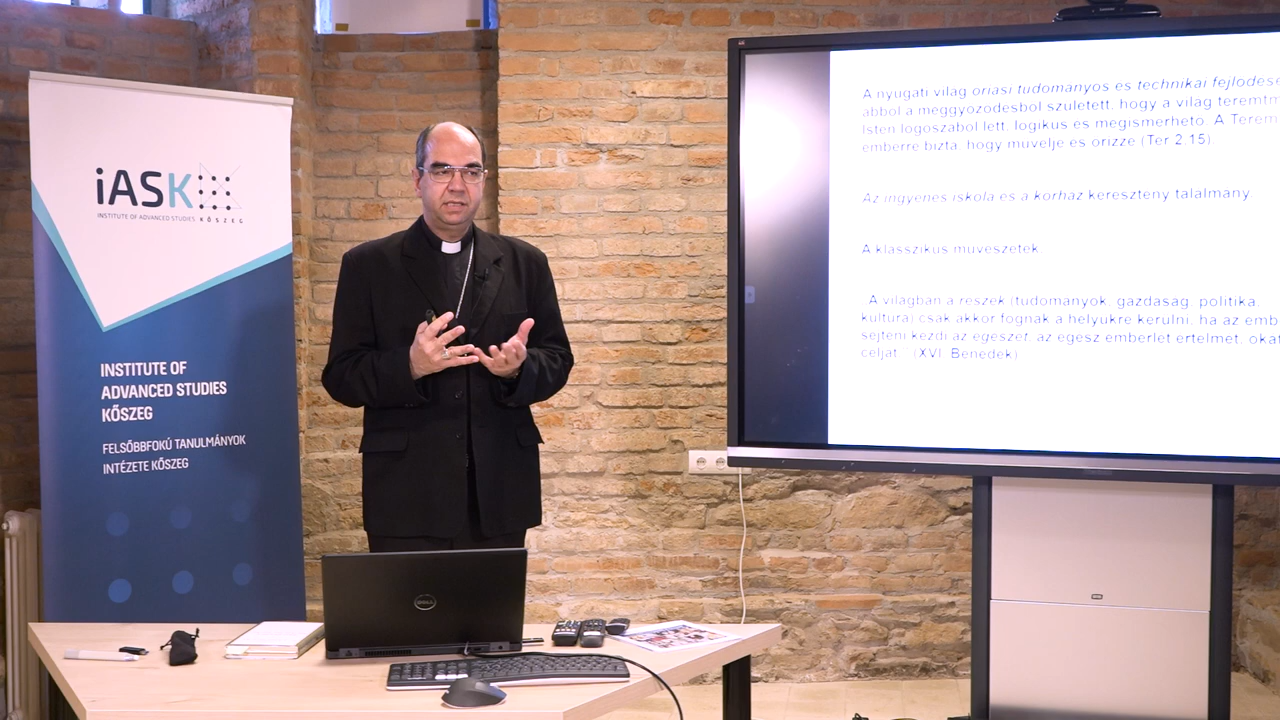 iASK
INSTITUTE OF ADVANCED STUDIES KŐSZEG
INSTITUTE OF
ADVANCED STUDIES
KŐSZEG
FELSŐBBFOKÚ TANULMÁNYOK
INTÉZETE KŐSZEG
DELL
A nyugati világ oriasi tudomanyos es technikai fejlodese
abbol a meggyozodesbol szuletett, hogy a vilag teremtm
Isten logoszabol lett, logikus es megismerheto. A Terem
emberre bizta, hogy muvelje es orizze (Ter 2,15).
Az ingyenes iskola es a korhaz kereszteny talalmany.
A klasszikus muveszetek.
„A vilagban a reszek (tudomanyok, gazdasag, politika,
kultura) csak akkor fognak a helyukre kerulni, ha az emb
sejteni kezdi az egeszet, az egesz emberlet ertelmet, okat
celjat." (XVI. Benedek)